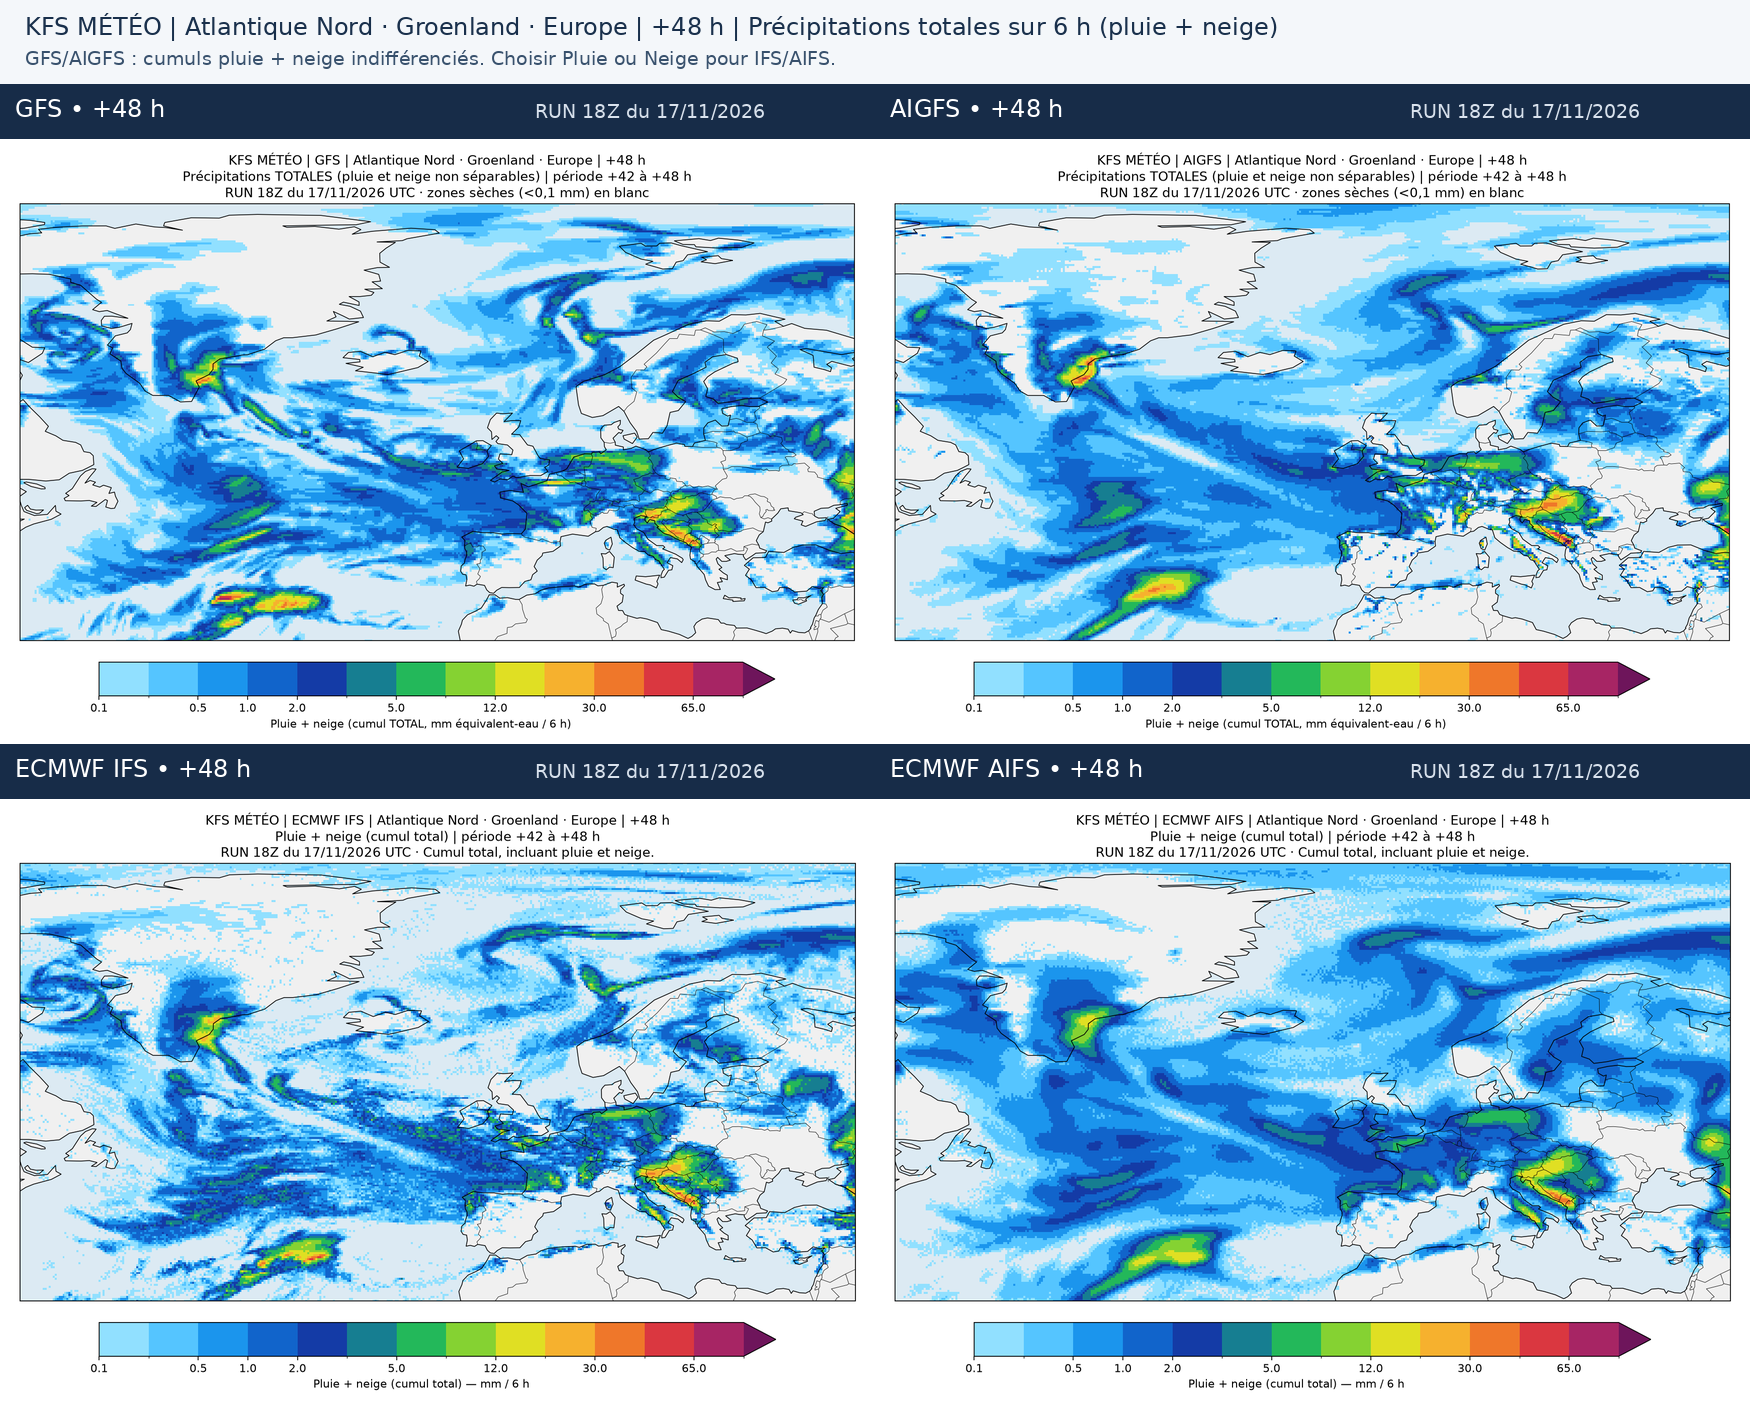 KFS MÉTÉO | Atlantique Nord · Groenland · Europe | +48 h | Précipitations totales sur 6 h (pluie + neige)
GFS/AIGFS : cumuls pluie + neige indifférenciés. Choisir Pluie ou Neige pour IFS/AIFS.
GFS • +48 h
RUN 18Z du 17/11/2026
AIGFS • +48 h
RUN 18Z du 17/11/2026
KFS MÉTÉO | GFS | Atlantique Nord · Groenland · Europe | +48 h
Précipitations TOTALES (pluie et neige non séparables) | période +42 à +48 h
RUN 18Z du 17/11/2026 UTC · zones sèches (<0,1 mm) en blanc
0.1 0.5 1.0 2.0 5.0 12.0 30.0 65.0
Pluie + neige (cumul TOTAL, mm équivalent-eau / 6 h)
KFS MÉTÉO | AIGFS | Atlantique Nord · Groenland · Europe | +48 h
Précipitations TOTALES (pluie et neige non séparables) | période +42 à +48 h
RUN 18Z du 17/11/2026 UTC · zones sèches (<0,1 mm) en blanc
0.1 0.5 1.0 2.0 5.0 12.0 30.0 65.0
Pluie + neige (cumul TOTAL, mm équivalent-eau / 6 h)
ECMWF IFS • +48 h
RUN 18Z du 17/11/2026
ECMWF AIFS • +48 h
RUN 18Z du 17/11/2026
KFS MÉTÉO | ECMWF IFS | Atlantique Nord · Groenland · Europe | +48 h
Pluie + neige (cumul total) | période +42 à +48 h
RUN 18Z du 17/11/2026 UTC · Cumul total, incluant pluie et neige.
0.1 0.5 1.0 2.0 5.0 12.0 30.0 65.0
Pluie + neige (cumul total) — mm / 6 h
KFS MÉTÉO | ECMWF AIFS | Atlantique Nord · Groenland · Europe | +48 h
Pluie + neige (cumul total) | période +42 à +48 h
RUN 18Z du 17/11/2026 UTC · Cumul total, incluant pluie et neige.
0.1 0.5 1.0 2.0 5.0 12.0 30.0 65.0
Pluie + neige (cumul total) — mm / 6 h